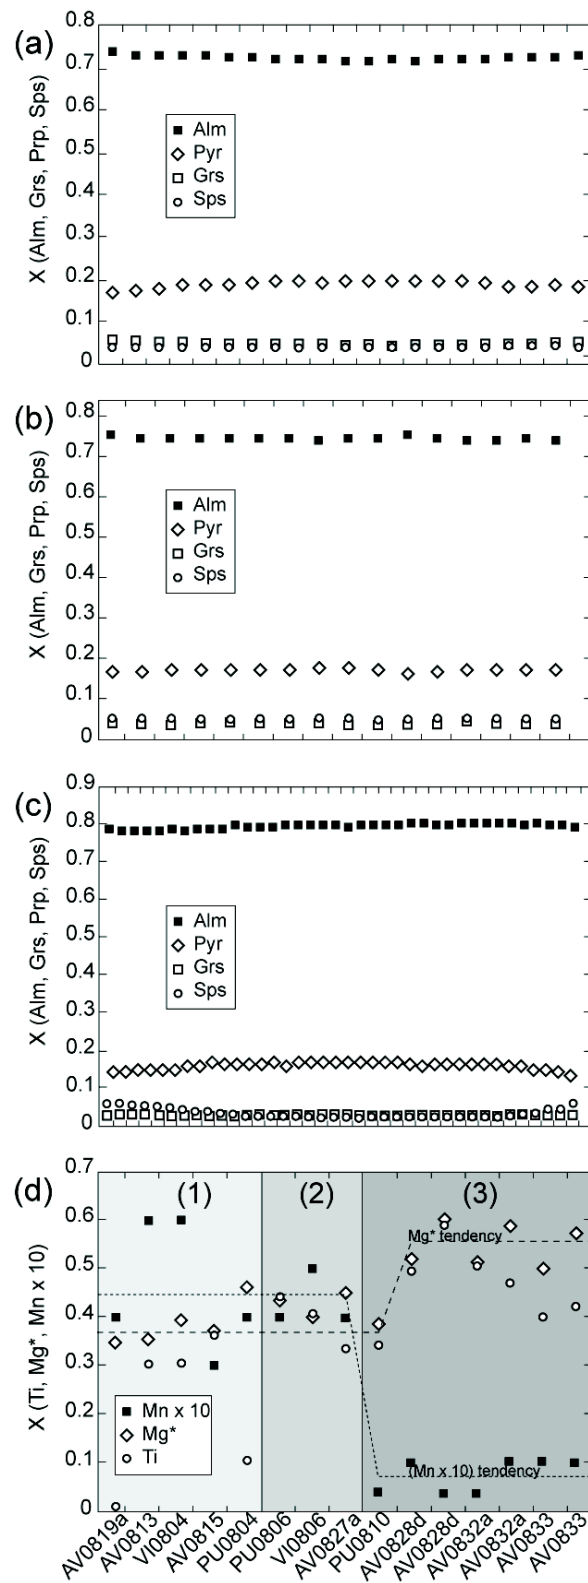 (a)
X (Alm, Grs, Prp, Sps)
0.8
0.7
0.6
0.5
0.4
0.3
0.2
0.1
0
Alm
Pyr
Grs
Sps
(b)
X (Alm, Grs, Prp, Sps)
0.8
0.7
0.6
0.5
0.4
0.3
0.2
0.1
0
Alm
Pyr
Grs
Sps
(c)
X (Alm, Grs, Prp, Sps)
0.9
0.8
0.7
0.6
0.5
0.4
0.3
0.2
0.1
0
Alm
Pyr
Grs
Sps
(d)
X (Ti, Mg*, Mn x 10)
0.7
0.6
0.5
0.4
0.3
0.2
0.1
0
(1)
(2)
(3)
Mg* tendency
(Mn x 10) tendency
Mn x 10
Mg*
Ti
AV0819a
AV0813
VI0804
AV0815
PU0804
PU0806
VI0806
AV0827a
PU0810
AV0828d
AV0828d
AV0832a
AV0832a
AV0833
AV0833